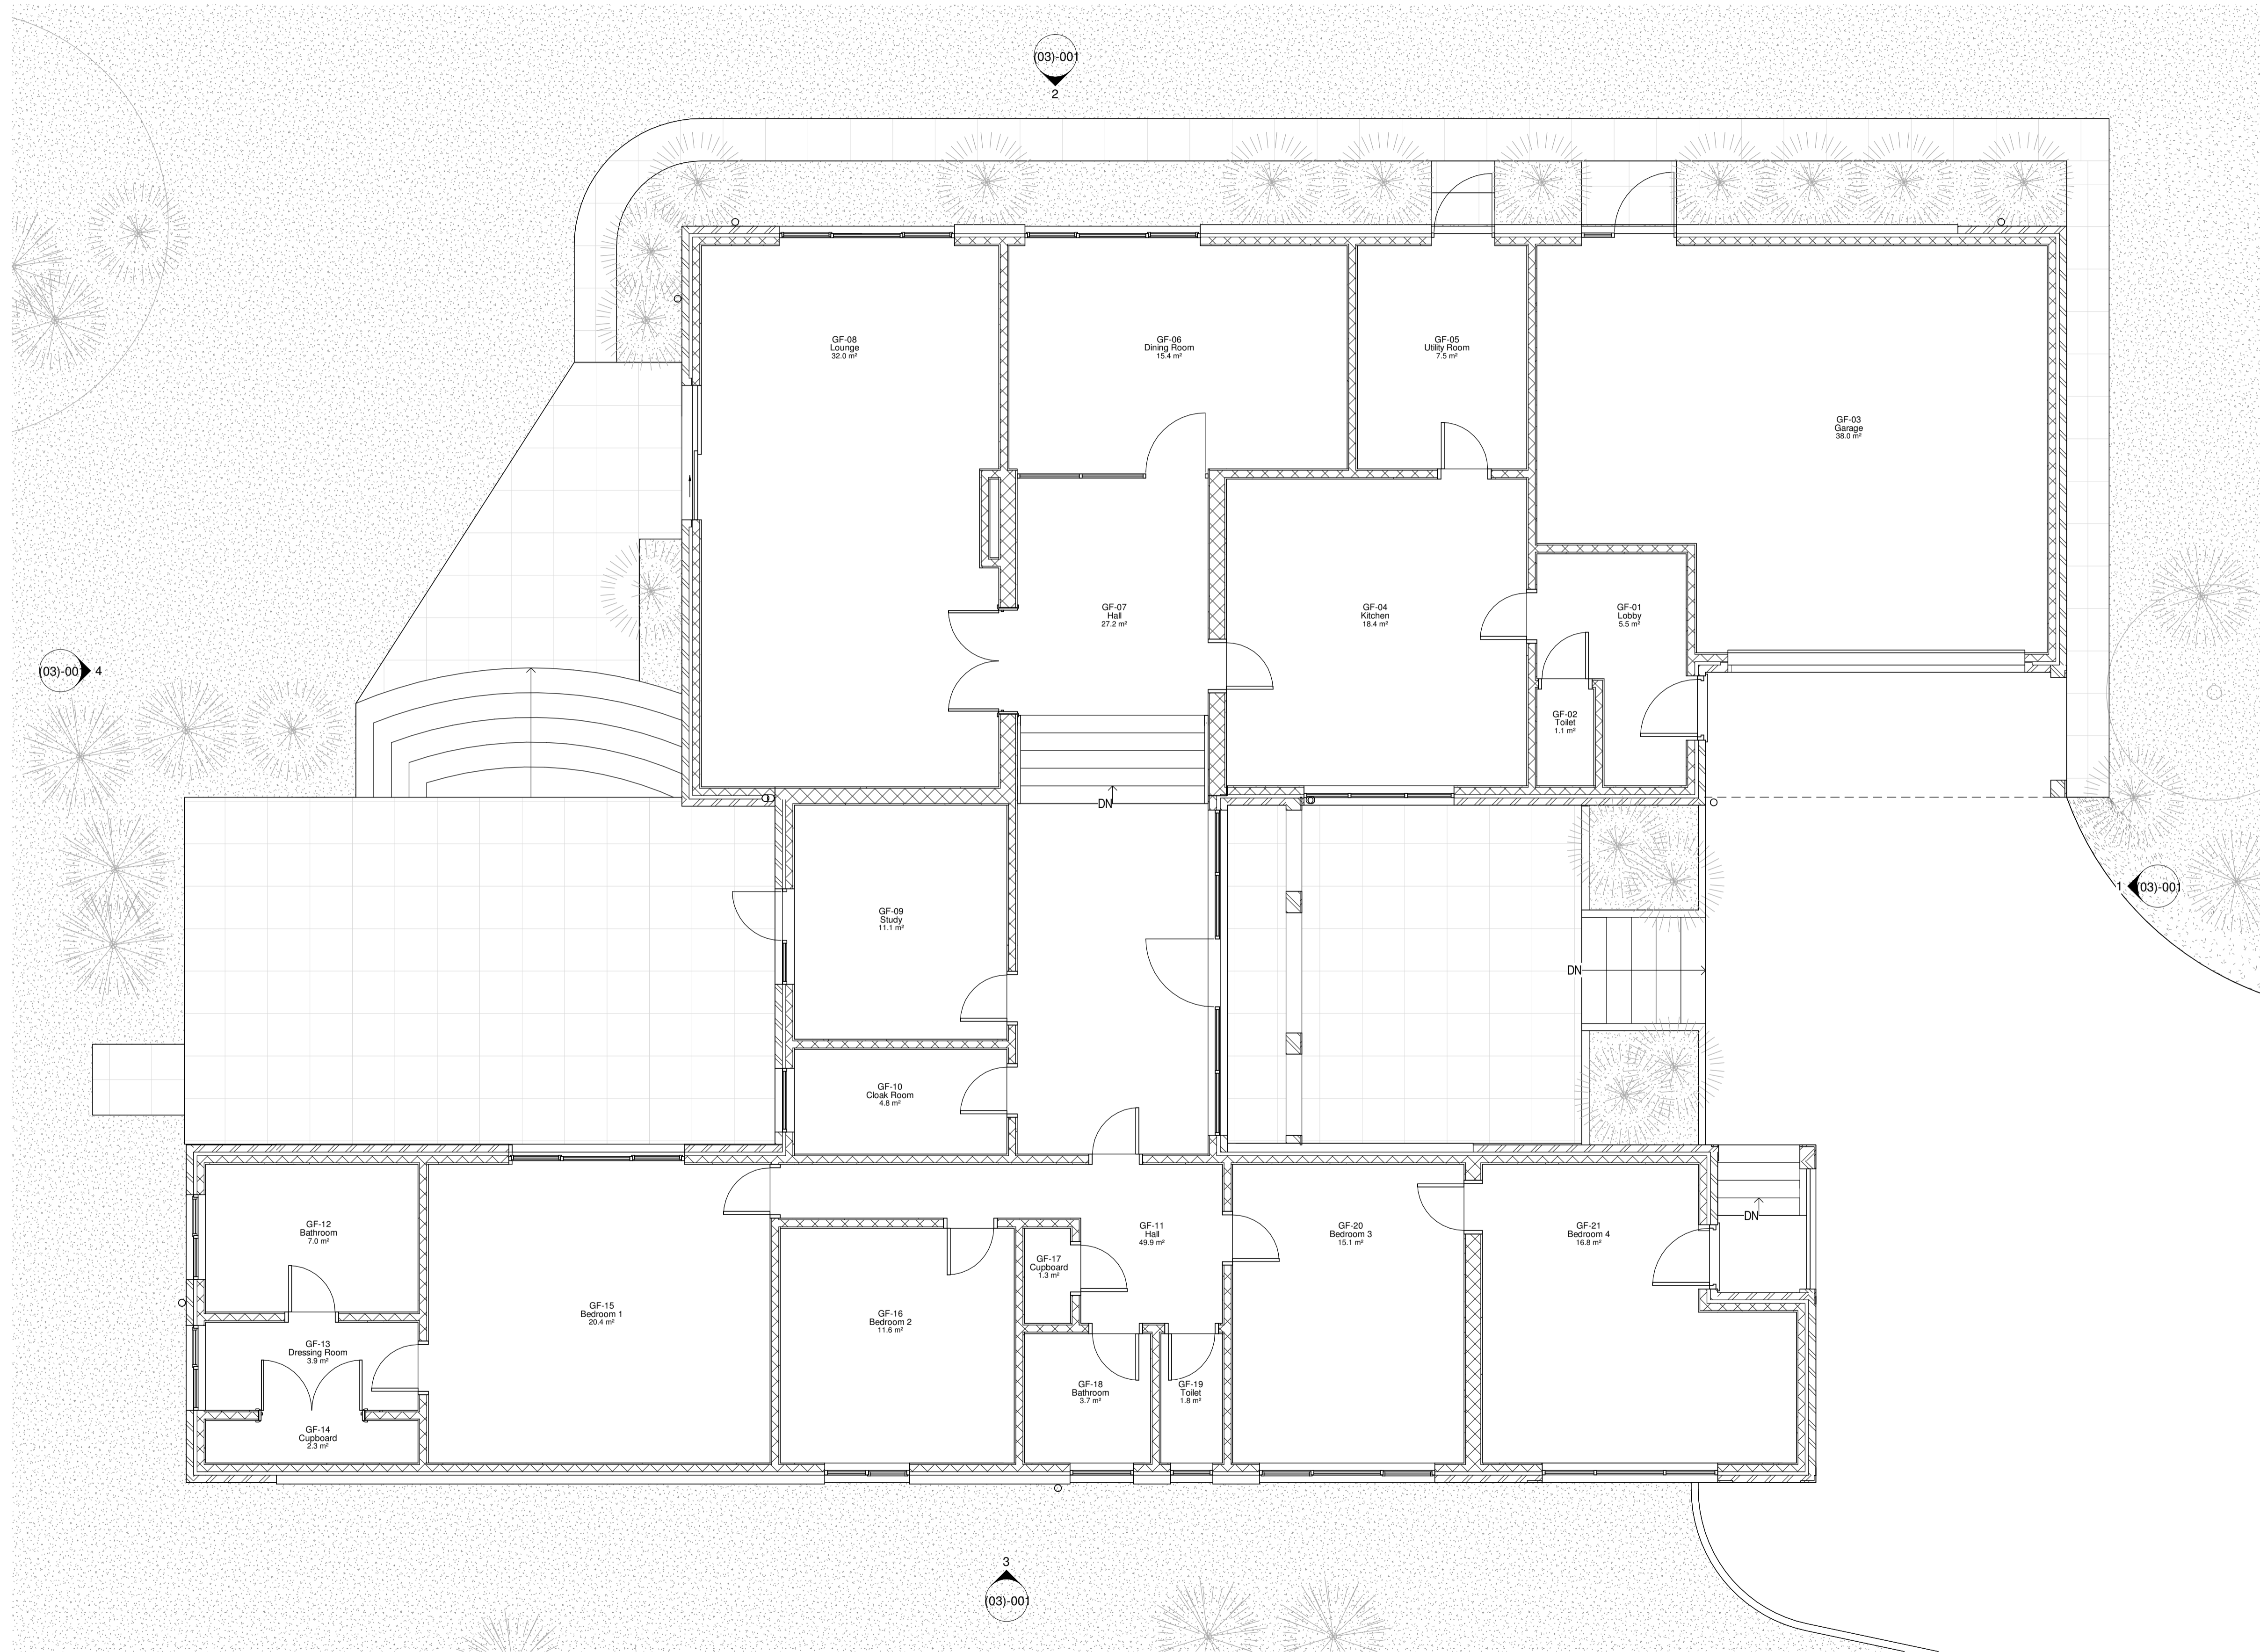 (03)-001
2
GF-08
Lounge
32.0 m²
GF-06
Dining Room
15.4 m²
GF-05
Utility Room
7.5 m²
GF-03
Garage
38.0 m²
GF-07
Hall
27.2 m²
GF-04
Kitchen
18.4 m²
GF-01
Lobby
5.5 m²
(03)-001
4
GF-02
Toilet
1.1 m²
DN
GF-09
Study
11.1 m²
1
(03)-001
DN
GF-10
Cloak Room
4.8 m²
GF-12
Bathroom
7.0 m²
GF-11
Hall
49.9 m²
GF-20
Bedroom 3
15.1 m²
GF-21
Bedroom 4
16.8 m²
DN
GF-17
Cupboard
1.3 m²
GF-15
Bedroom 1
20.4 m²
GF-16
Bedroom 2
11.6 m²
GF-13
Dressing Room
3.9 m²
GF-18
Bathroom
3.7 m²
GF-19
Toilet
1.8 m²
GF-14
Cupboard
2.3 m²
3
(03)-001